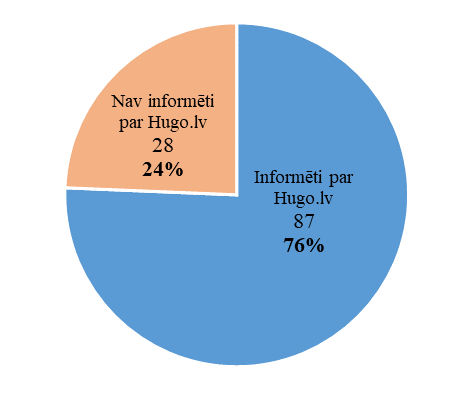 Nav informēti
par Hugo.lv
28
24%
Informēti par
Hugo.lv
87
76%